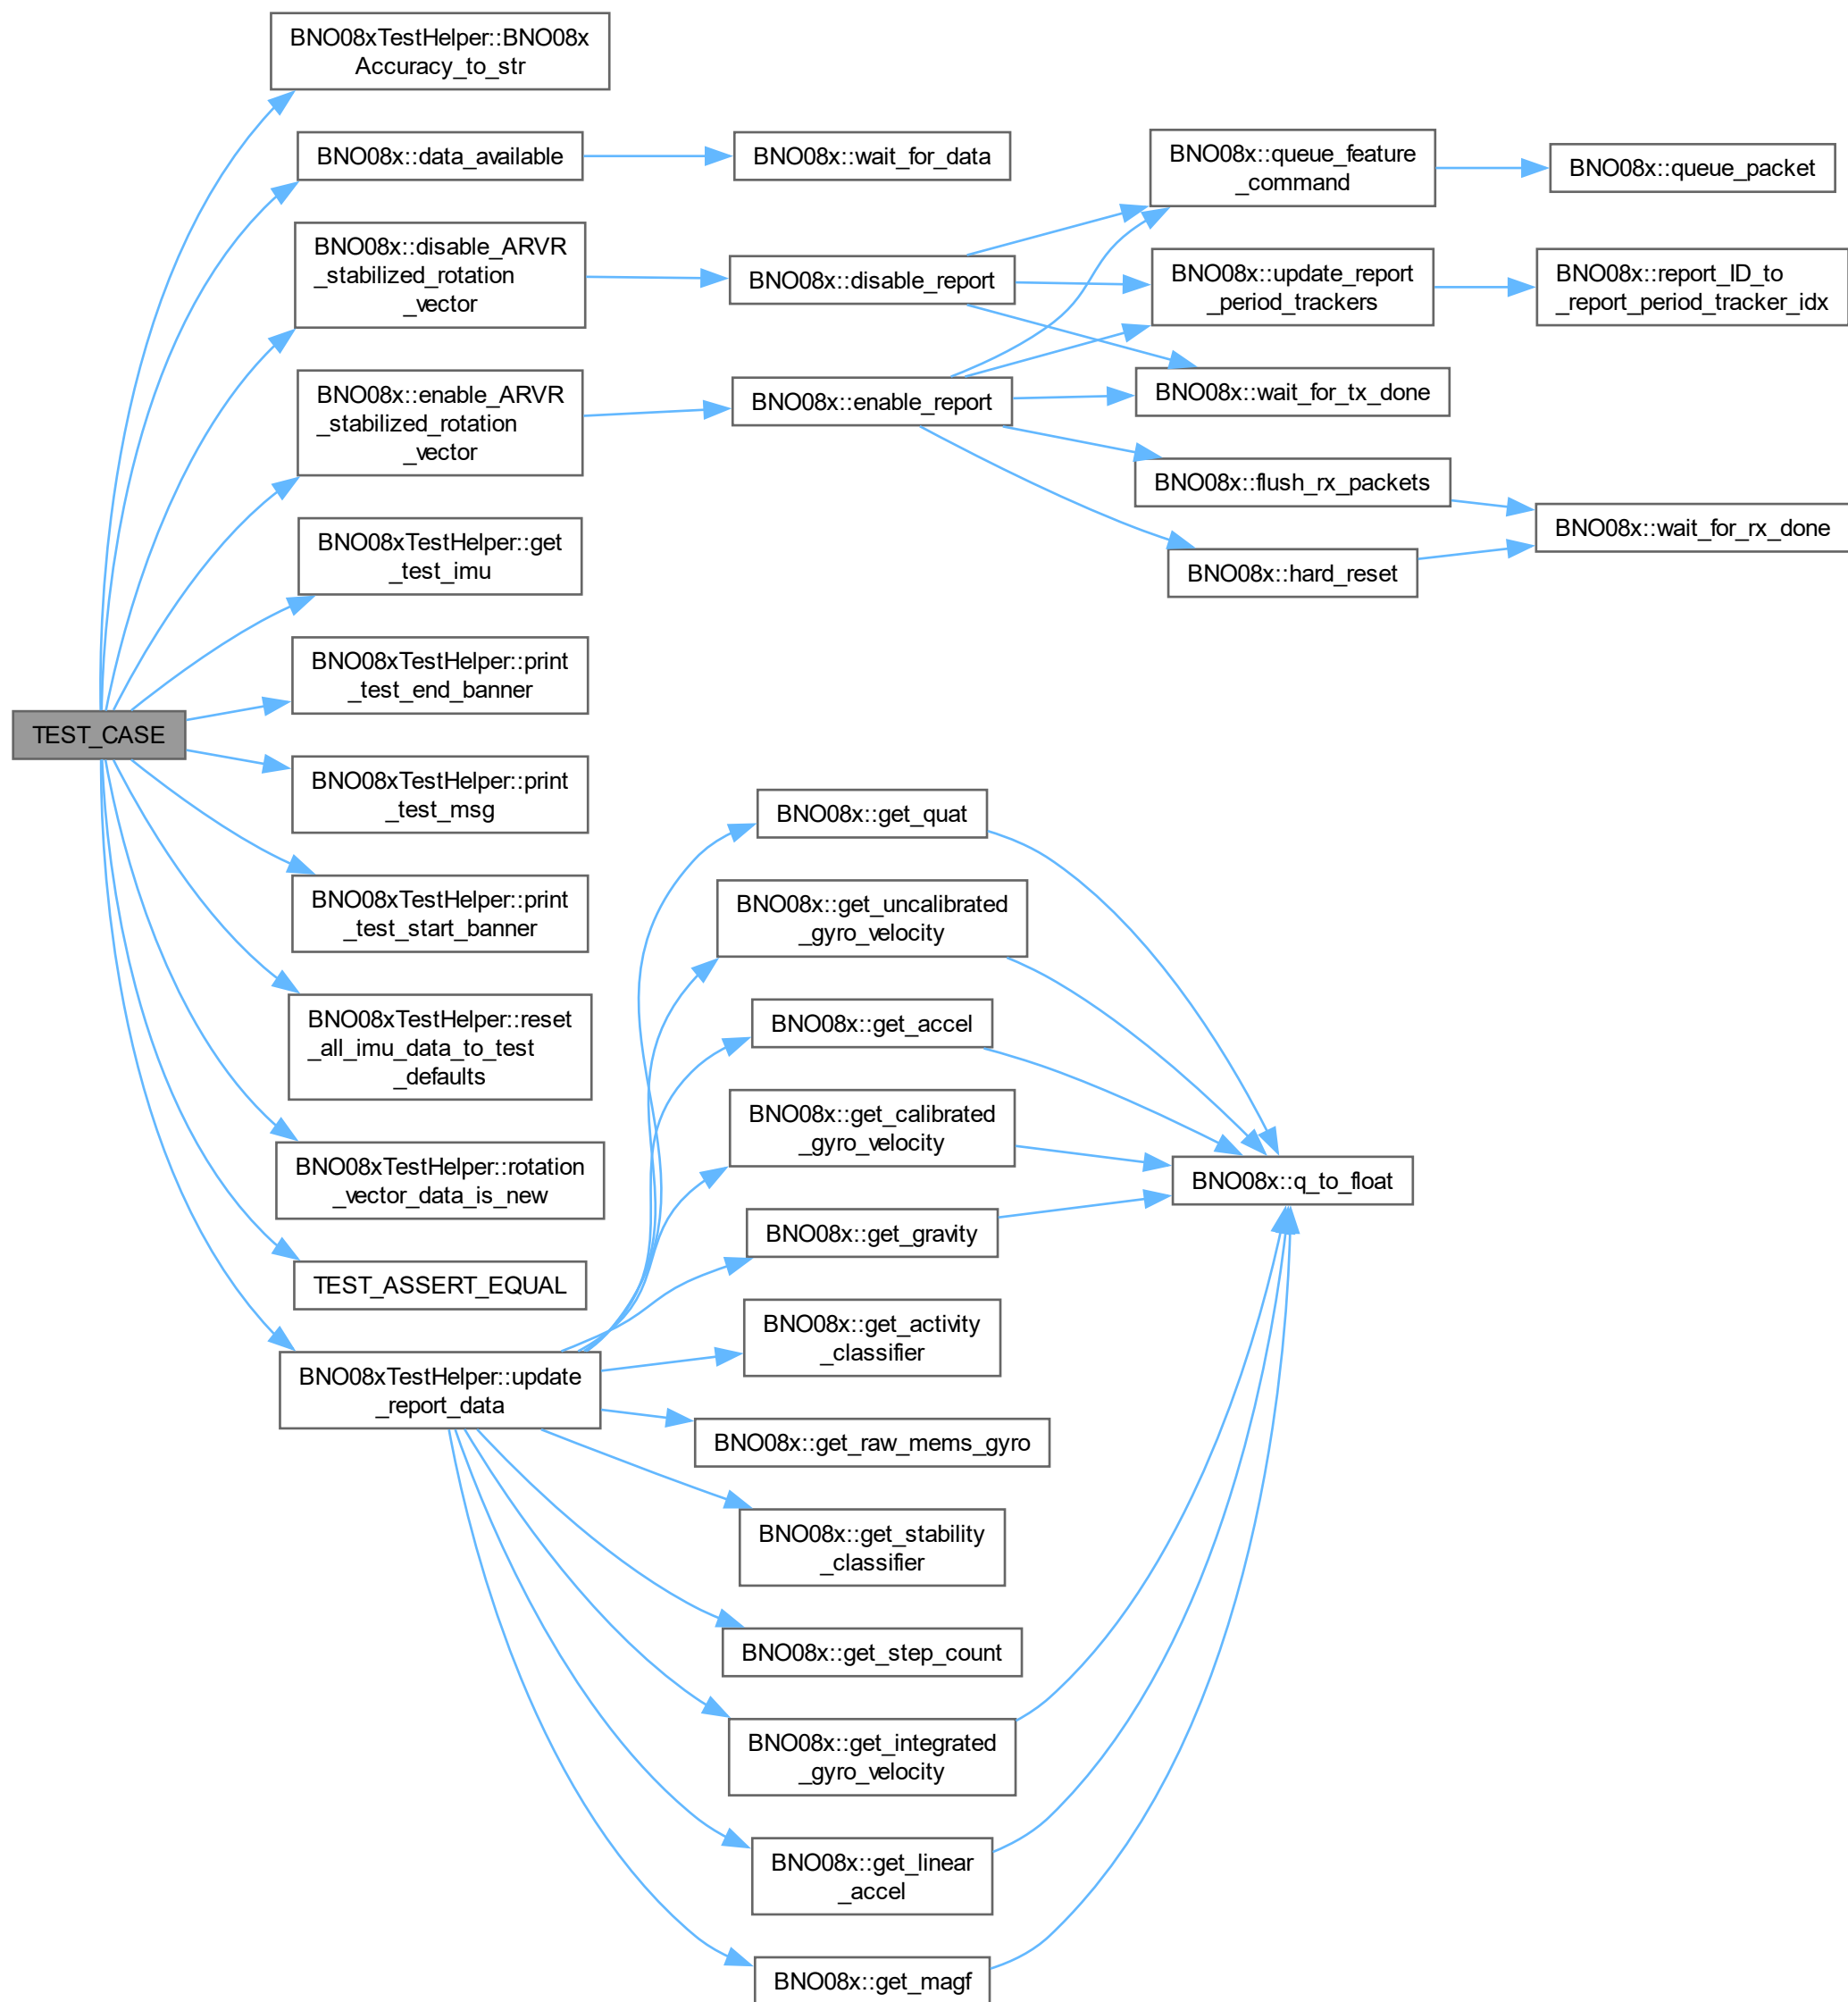 BNO08xTestHelper::BNO08x
Accuracy_to_str
BNO08x::data_available
BNO08x::wait_for_data
BNO08x::disable_ARVR
_stabilized_rotation
_vector
BNO08x::disable_report
BNO08x::queue_feature
_command
BNO08x::queue_packet
BNO08x::update_report
_period_trackers
BNO08x::report_ID_to
_report_period_tracker_idx
BNO08x::wait_for_tx_done
BNO08x::enable_ARVR
_stabilized_rotation
_vector
BNO08x::enable_report
BNO08x::flush_rx_packets
BNO08x::wait_for_rx_done
BNO08x::hard_reset
BNO08xTestHelper::get
_test_imu
BNO08xTestHelper::print
_test_end_banner
TEST_CASE
BNO08xTestHelper::print
_test_msg
BNO08xTestHelper::print
_test_start_banner
BNO08xTestHelper::reset
_all_imu_data_to_test
_defaults
BNO08xTestHelper::rotation
_vector_data_is_new
TEST_ASSERT_EQUAL
BNO08xTestHelper::update
_report_data
BNO08x::get_quat
BNO08x::get_uncalibrated
_gyro_velocity
BNO08x::get_accel
BNO08x::get_calibrated
_gyro_velocity
BNO08x::q_to_float
BNO08x::get_gravity
BNO08x::get_activity
_classifier
BNO08x::get_raw_mems_gyro
BNO08x::get_stability
_classifier
BNO08x::get_step_count
BNO08x::get_integrated
_gyro_velocity
BNO08x::get_linear
_accel
BNO08x::get_magf